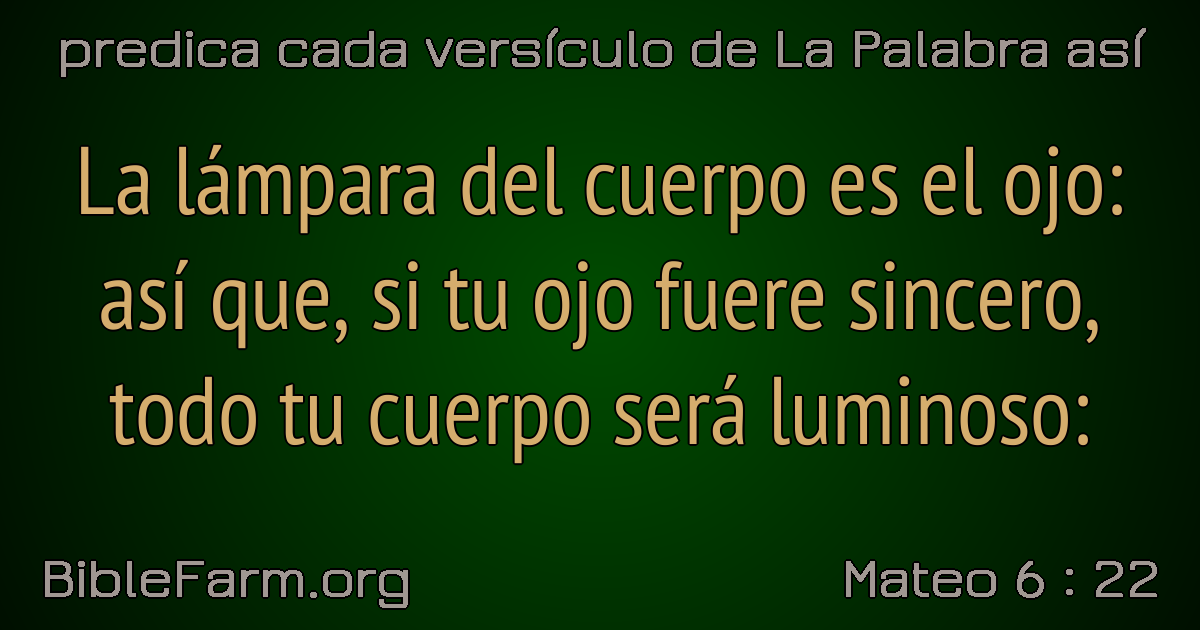 predica cada versículo de La Palabra así
La lámpara del cuerpo es el ojo:
así que, si tu ojo fuere sincero,
todo tu cuerpo será luminoso:
BibleFarm.org
Mateo 6 : 22